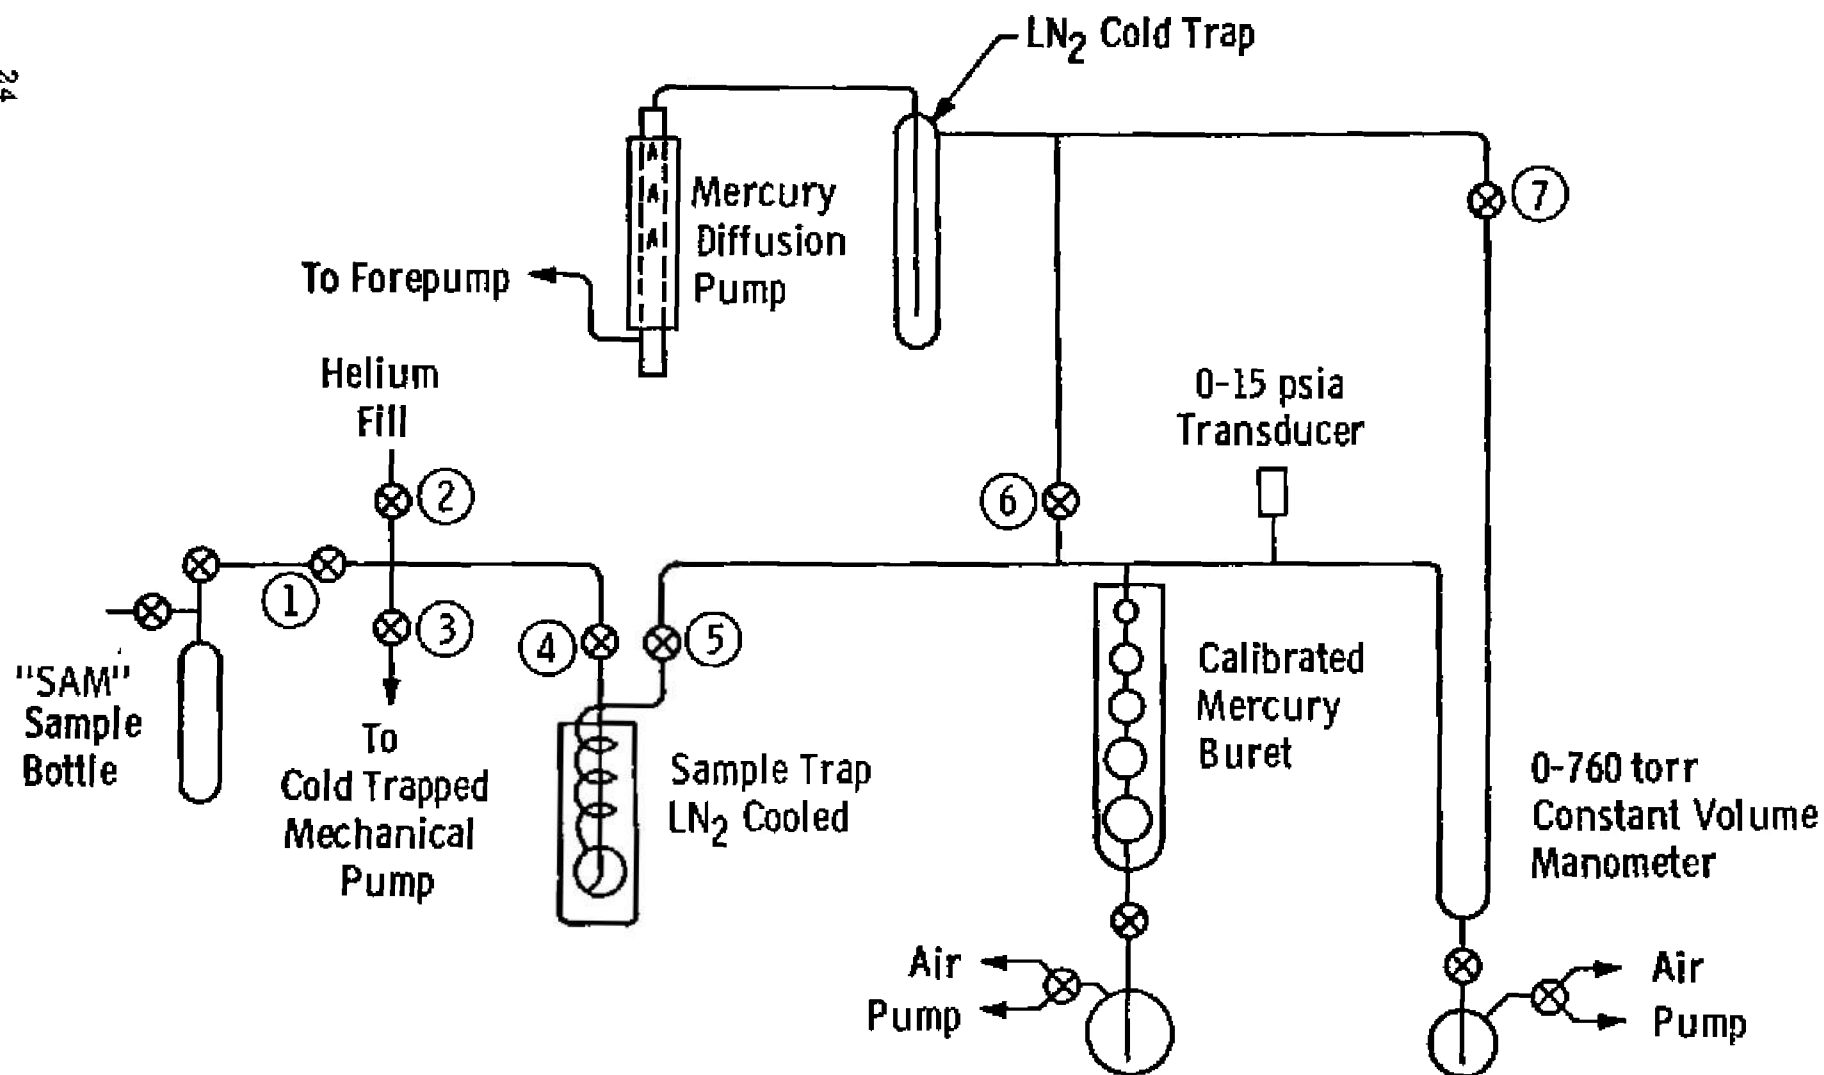 24
LN2 Cold Trap
Mercury
Diffusion
Pump
To Forepump
7
Helium
Fill
0-15 psia
Transducer
2
6
1
3
4
5
"SAM"
Sample
Bottle
To
Cold Trapped
Mechanical
Pump
Sample Trap
LN2 Cooled
Calibrated
Mercury
Buret
0-760 torr
Constant Volume
Manometer
Air
Pump
Air
Pump
A
A
A